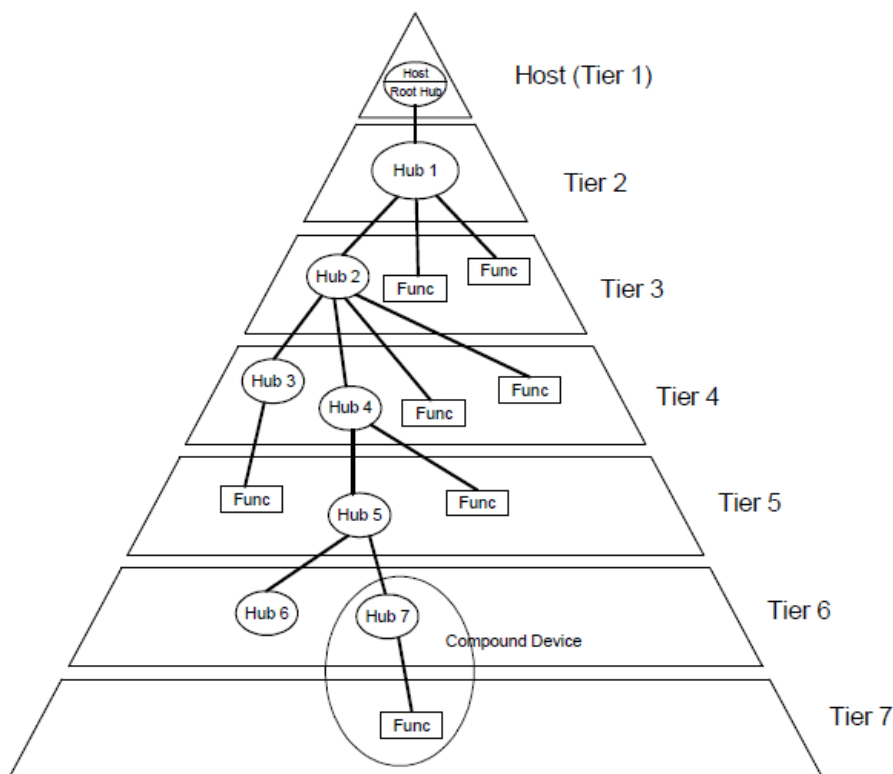 Host
Root Hub
Host (Tier 1)
Hub 1
Tier 2
Hub 2
Func
Func
Tier 3
Hub 3
Hub 4
Func
Func
Tier 4
Func
Hub 5
Func
Tier 5
Hub 6
Hub 7
Compound Device
Tier 6
Func
Tier 7